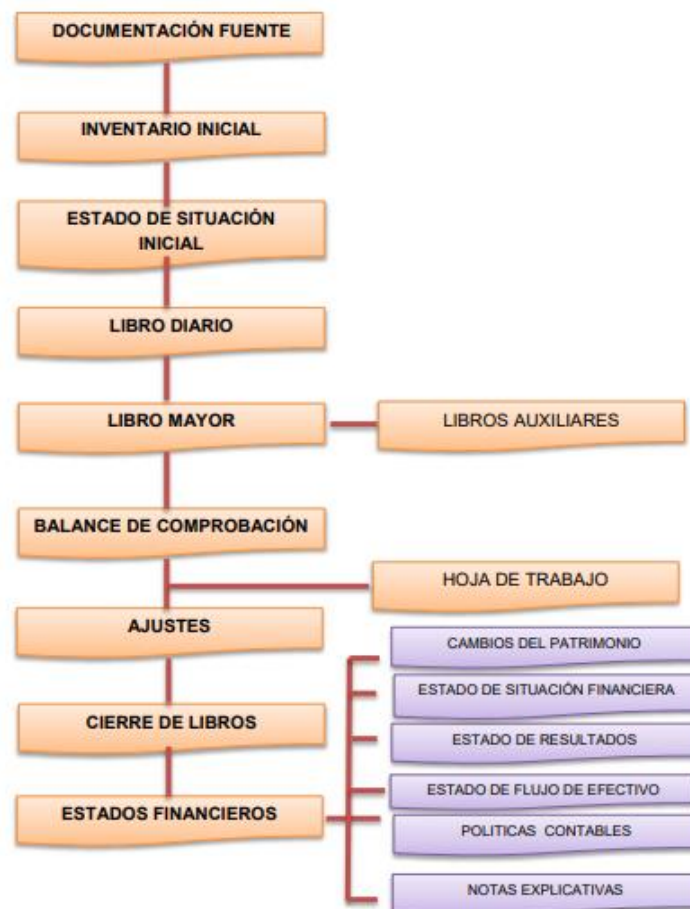 DOCUMENTACIÓN FUENTE
INVENTARIO INICIAL
ESTADO DE SITUACIÓN
INICIAL
LIBRO DIARIO
LIBRO MAYOR
LIBROS AUXILIARES
BALANCE DE COMPROBACIÓN
HOJA DE TRABAJO
AJUSTES
CIERRE DE LIBROS
ESTADOS FINANCIEROS
CAMBIOS DEL PATRIMONIO
ESTADO DE SITUACIÓN FINANCIERA
ESTADO DE RESULTADOS
ESTADO DE FLUJO DE EFECTIVO
POLITICAS CONTABLES
NOTAS EXPLICATIVAS